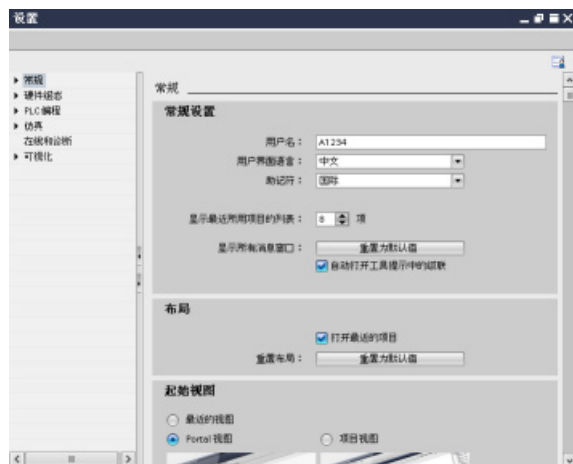 设置
常规
硬件组态
PLC 编程
仿真
在线和诊断
可视化
常规
常规设置
用户名： A1234
用户界面语言： 中文
助记符： 国际
显示最近所用项目的列表： 8 项
显示所有消息窗口： 重置为默认值
自动打开工具提示中的级联
布局
打开最近的项目
重置布局： 重置为默认值
起始视图
最近的视图
Portal 视图
项目视图